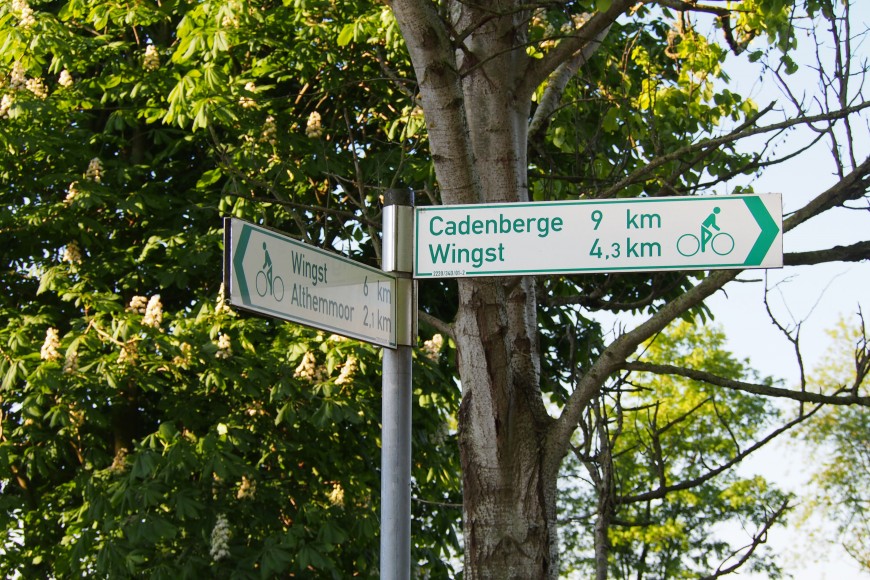 Cadenberge 9 km
Wingst 4,3 km
Wingst 6 km
Althemmoor 2,1 km